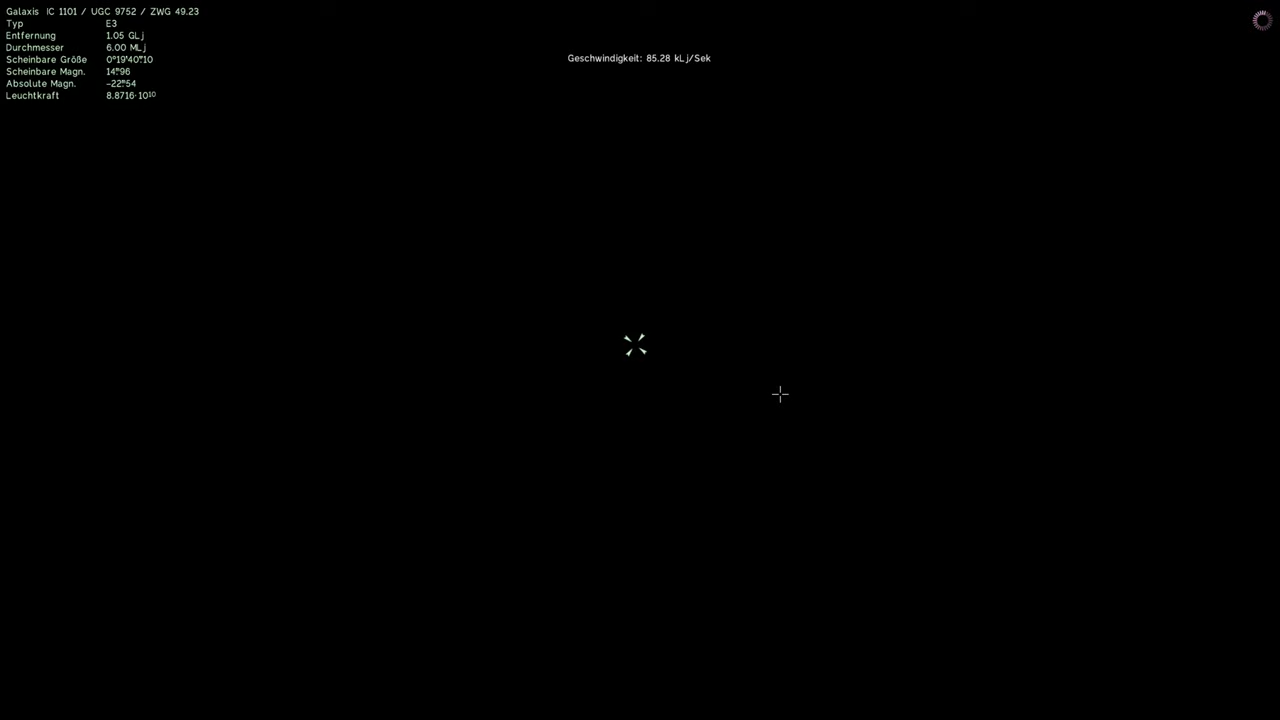 Galaxis IC 1101 / UGC 9752 / ZWG 49.23
Typ E3
Entfernung 1.05 GLj
Durchmesser 6.00 MLj
Scheinbare Größe 0°19'40"10
Scheinbare Magn. 14ᵐ96
Absolute Magn. -22ᵐ54
Leuchtkraft 8.8716·10¹⁰
Geschwindigkeit: 85.28 kLj/Sek